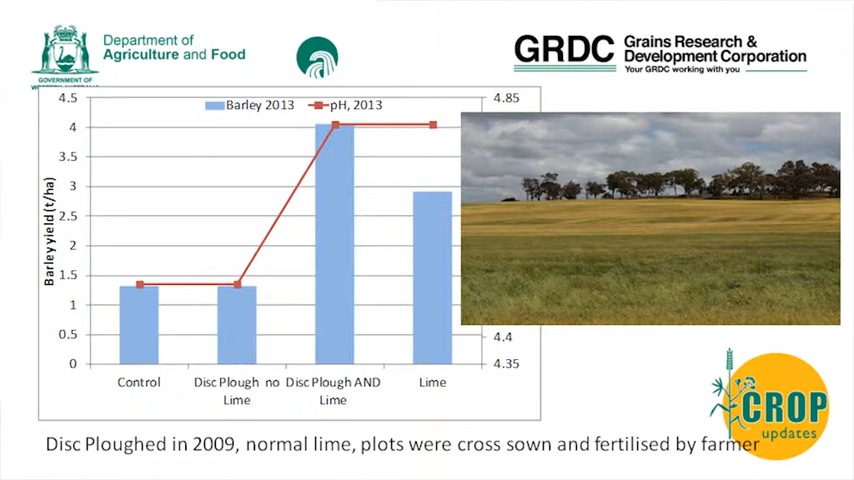 Department of
Agriculture and Food
GOVERNMENT OF
WESTERN AUSTRALIA
GRDC
Grains Research &
Development Corporation
Your GRDC working with you
Barley 2013
pH, 2013
Barley yield (t/ha)
4.5
4
3.5
3
2.5
2
1.5
1
0.5
0
4.85
4.4
4.35
Control
Disc Plough no
Lime
Disc Plough AND
Lime
Lime
CROP
updates
Disc Ploughed in 2009, normal lime, plots were cross sown and fertilised by farmer